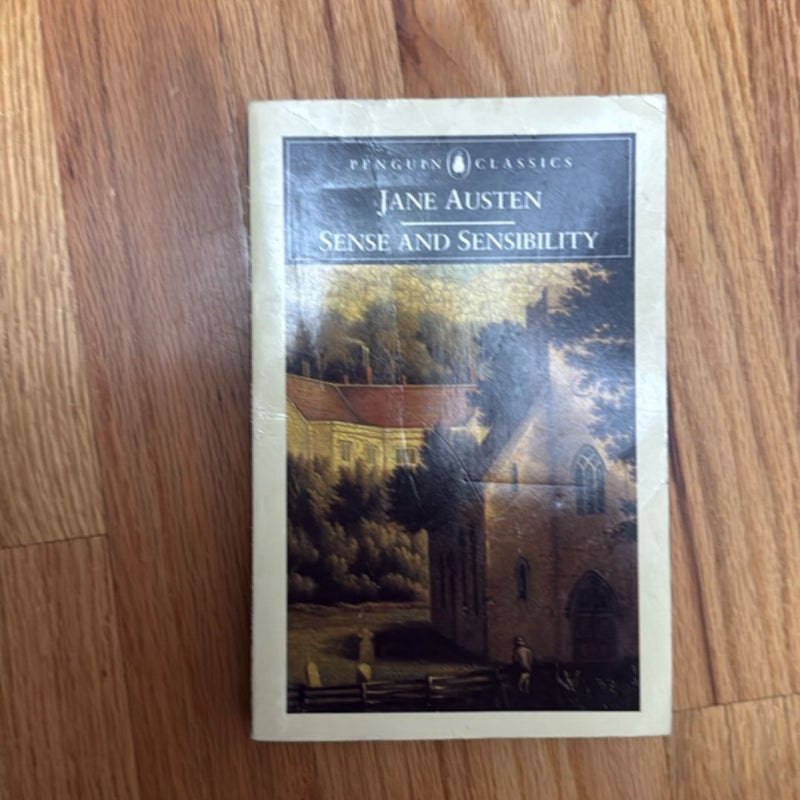 PENGUIN CLASSICS
JANE AUSTEN
SENSE AND SENSIBILITY